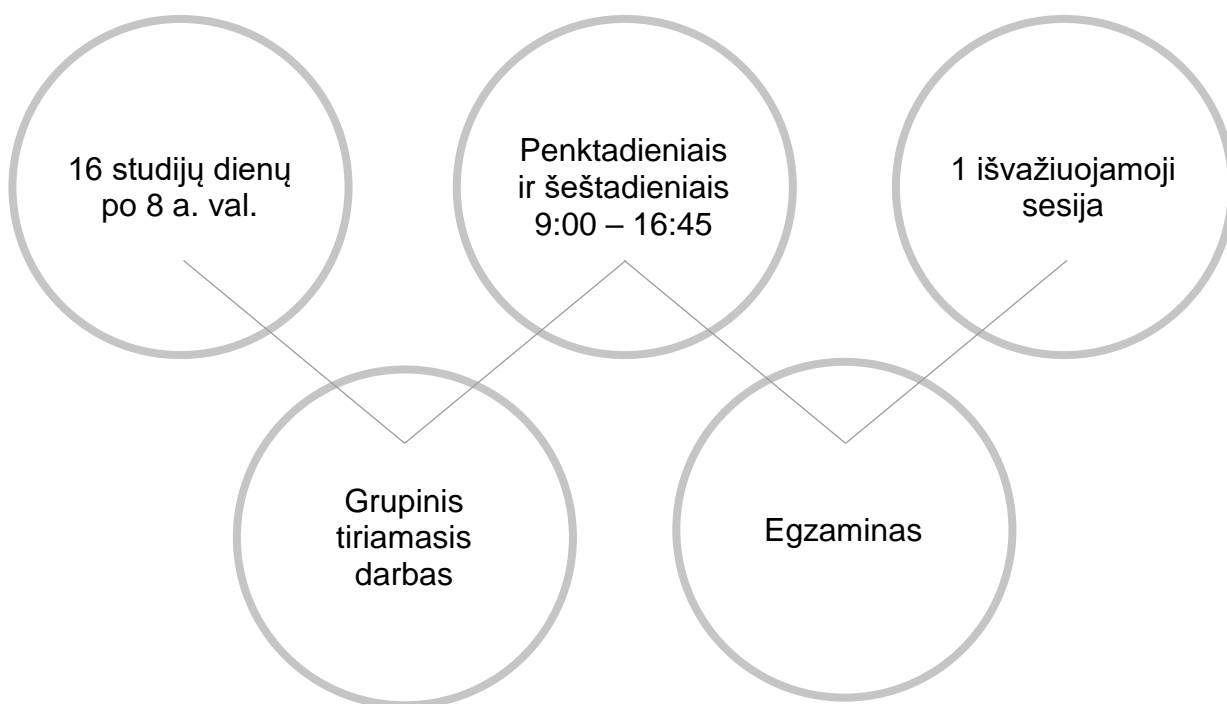 16 studijų dienų
po 8 a. val.
Penktadieniais
ir šeštadieniais
9:00 – 16:45
1 išvažiuojamoji
sesija
Grupinis
tiriamasis
darbas
Egzaminas